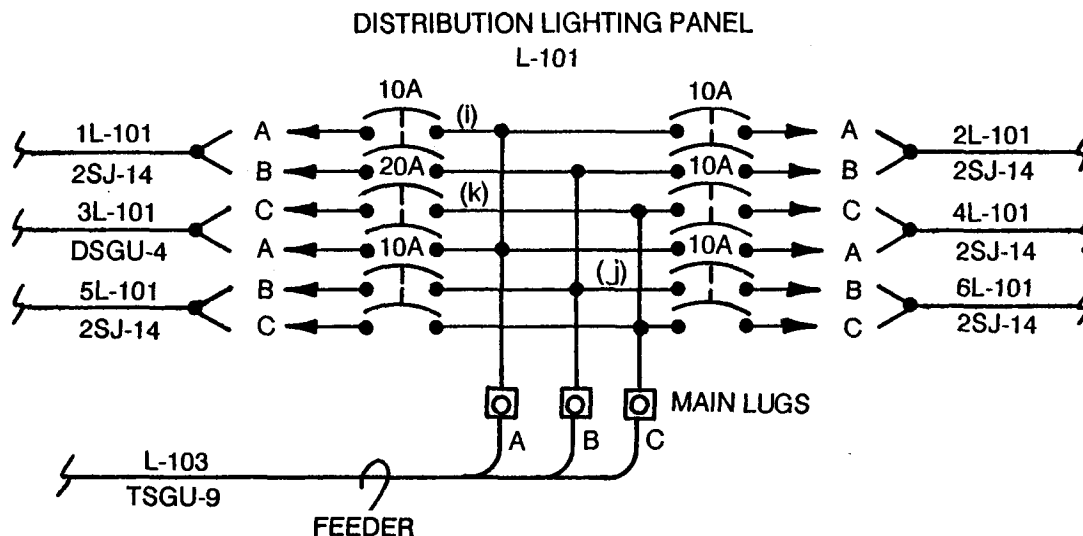 DISTRIBUTION LIGHTING PANEL
L-101
10A 10A
1L-101 A (i) A 2L-101
2SJ-14 B 20A 10A B 2SJ-14
3L-101 C (k) C 4L-101
DSGU-4 A 10A 10A A 2SJ-14
5L-101 B (j) B 6L-101
2SJ-14 C C 2SJ-14
MAIN LUGS
A B C
L-103
TSGU-9
FEEDER